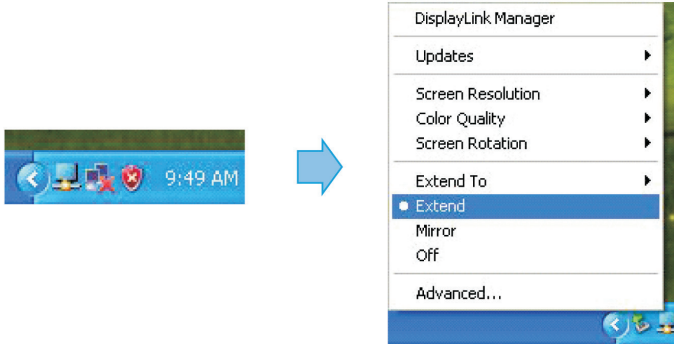 9:49 AM
DisplayLink Manager
Updates
Screen Resolution
Color Quality
Screen Rotation
Extend To
Extend
Mirror
Off
Advanced...